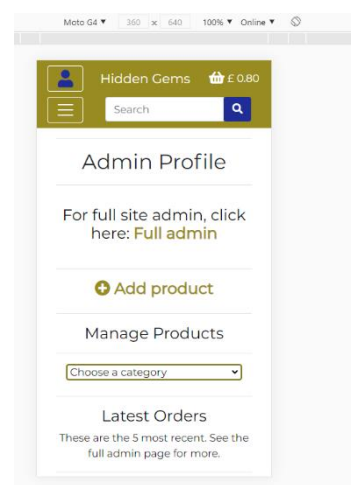 Moto G4 ▼ 360 x 640 100% ▼ Online ▼
Hidden Gems £ 0.80
Search
Admin Profile
For full site admin, click
here: Full admin
Add product
Manage Products
Choose a category
Latest Orders
These are the 5 most recent. See the
full admin page for more.